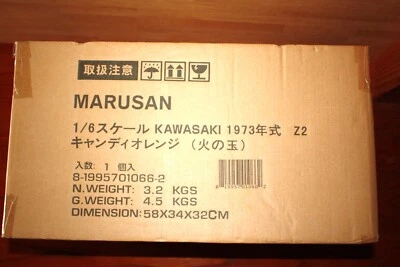 取扱注意
MARUSAN
1/6スケール KAWASAKI 1973年式 Z2
キャンディオレンジ （火の玉）
入数: 1 個入
8-1995701066-2
N.WEIGHT: 3.2 KGS
G.WEIGHT: 4.5 KGS
DIMENSION: 58X34X32CM